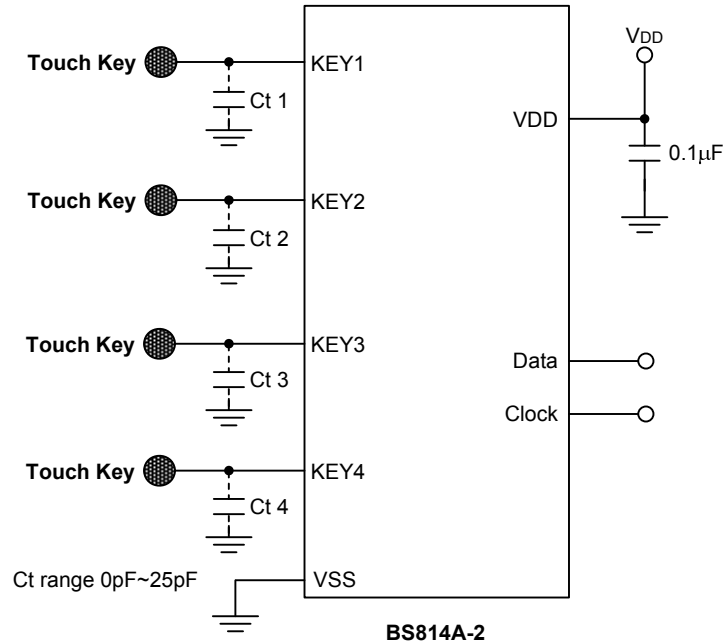 VDD
Touch Key KEY1
Ct 1
VDD
0.1μF
Touch Key KEY2
Ct 2
Touch Key KEY3
Data
Ct 3
Clock
Touch Key KEY4
Ct 4
Ct range 0pF~25pF VSS
BS814A-2